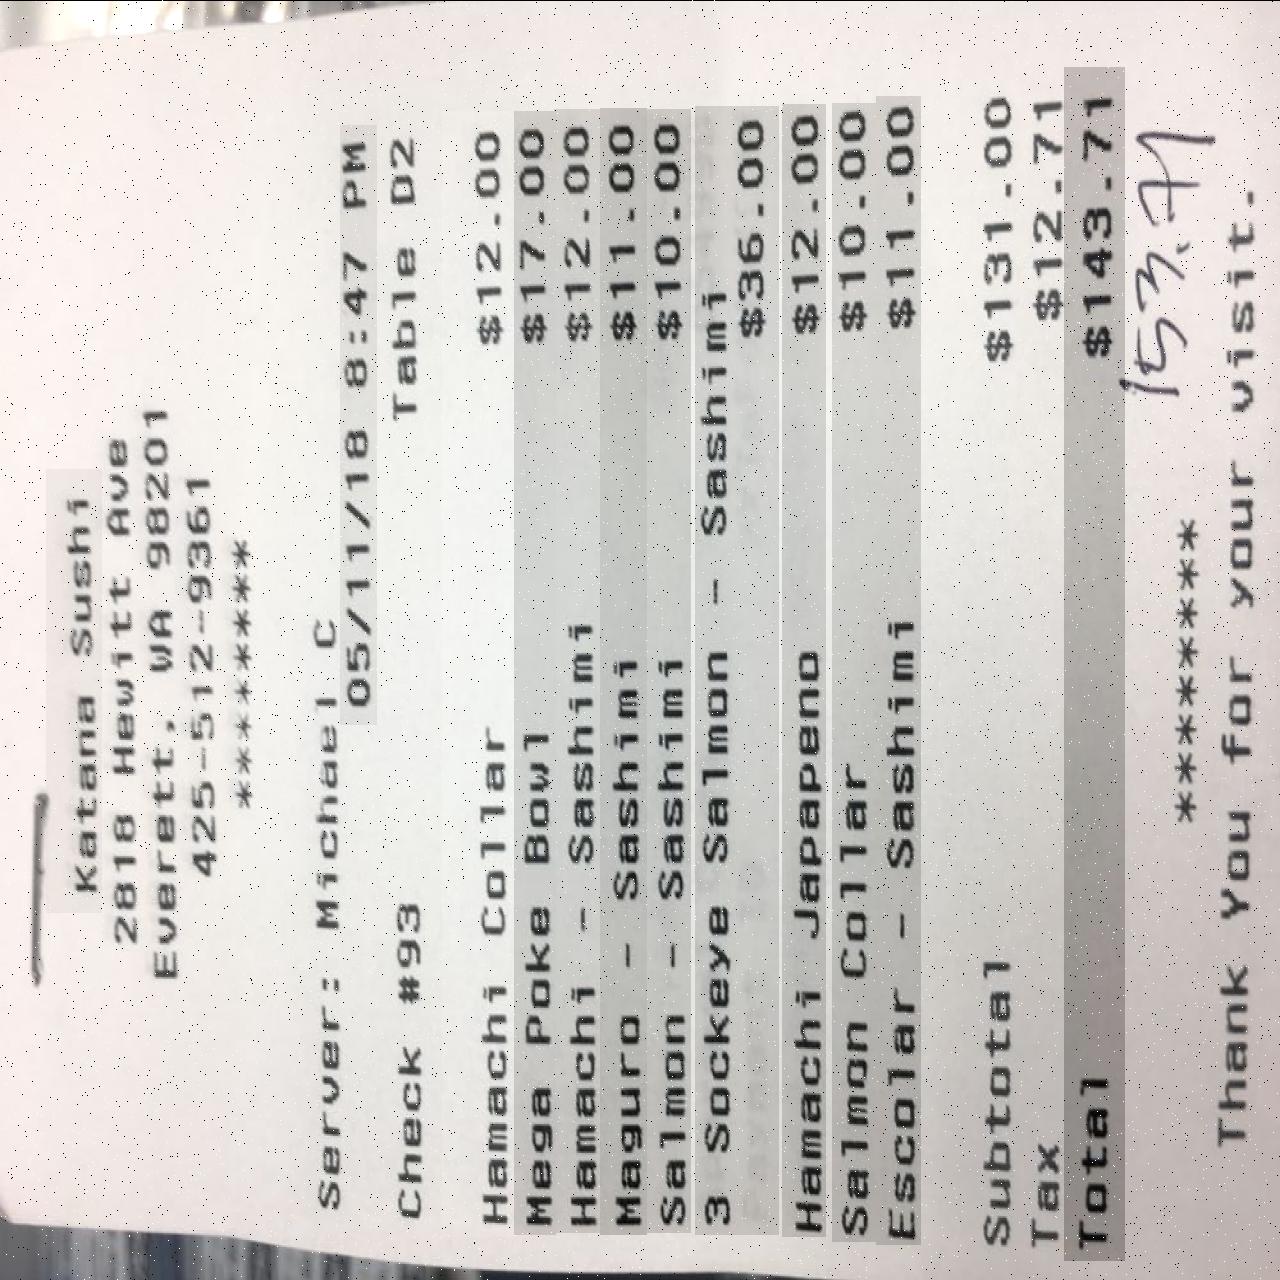 Katana Sushi
2818 Hewitt Ave
Everett, WA 98201
425-512-9361
********
Server: Michael C
05/11/18 8:47 PM
Check #93 Table D2
Hamachi Collar $12.00
Mega Poke Bowl $17.00
Hamachi - Sashimi $12.00
Maguro - Sashimi $11.00
Salmon - Sashimi $10.00
3 Sockeye Salmon - Sashimi
$36.00
Hamachi Japapeno $12.00
Salmon Collar $10.00
Escolar - Sashimi $11.00
Subtotal $131.00
Tax $12.71
Total $143.71
153.71
********
Thank You for your visit.